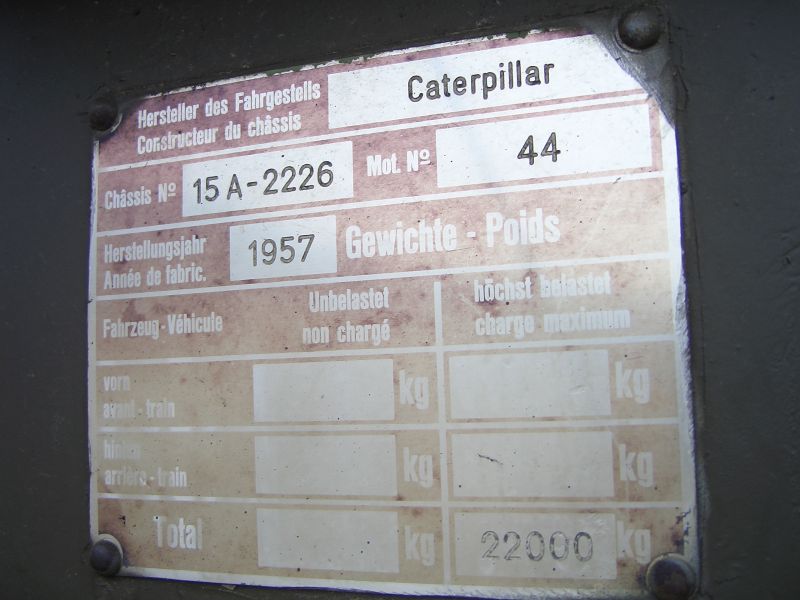 Hersteller des Fahrgestells
Constructeur du châssis
Caterpillar
Châssis Nº 15A-2226 Mot. Nº 44
Herstellungsjahr
Année de fabric.
1957
Gewichte - Poids
Fahrzeug - Véhicule
Unbelastet
non chargé
höchst belastet
charge maximum
vorn
avant - train
kg kg
hinten
arrière - train
kg kg
Total kg 22000 kg